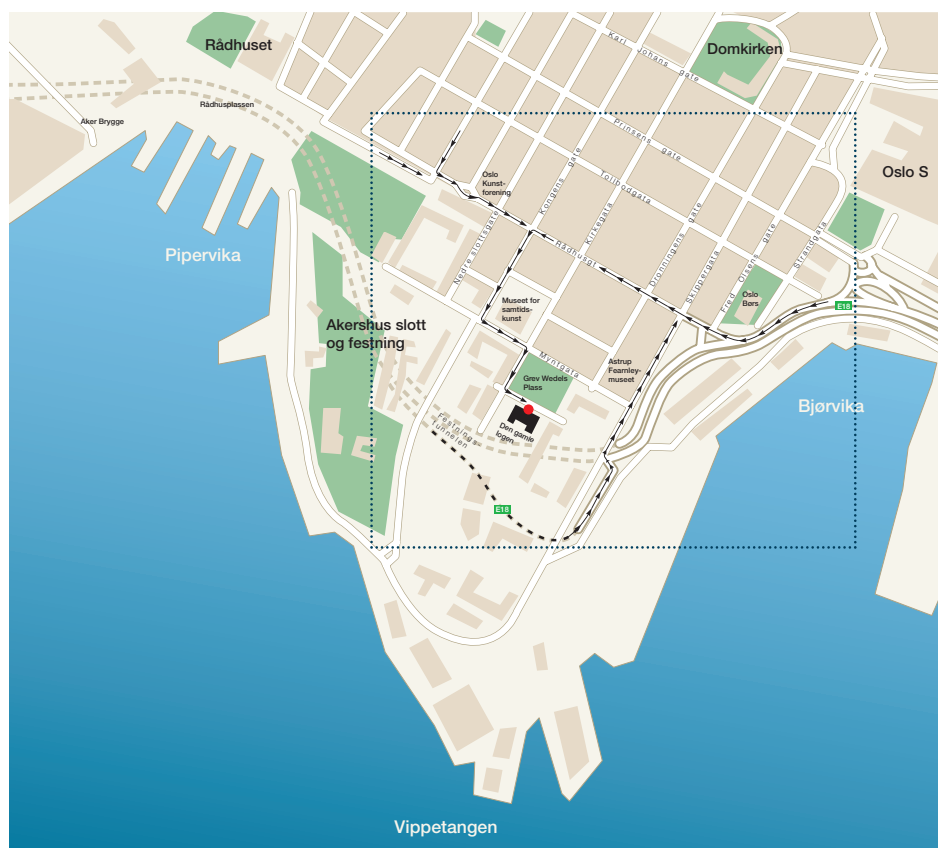 Rådhuset
Domkirken
Karl Johans gate
Rådhusplassen
Aker Brygge
Prinsens gate
Oslo S
Oslo
Kunst-
forening
Tollbodgata
Kongens gate
Kirkegata
Nedre slottsgate
Rådhusgt
Dronningens gate
Skippergata
Fred Olsens gate
Strandgata
Pipervika
Oslo
Børs
Museet for
samtids-
kunst
E18
Akershus slott
og festning
Myntgata
Astrup
Fearnley-
museet
Grev Wedels
Plass
Bjørvika
Den gamle
logen
Festnings-
tunnelen
E18
Vippetangen